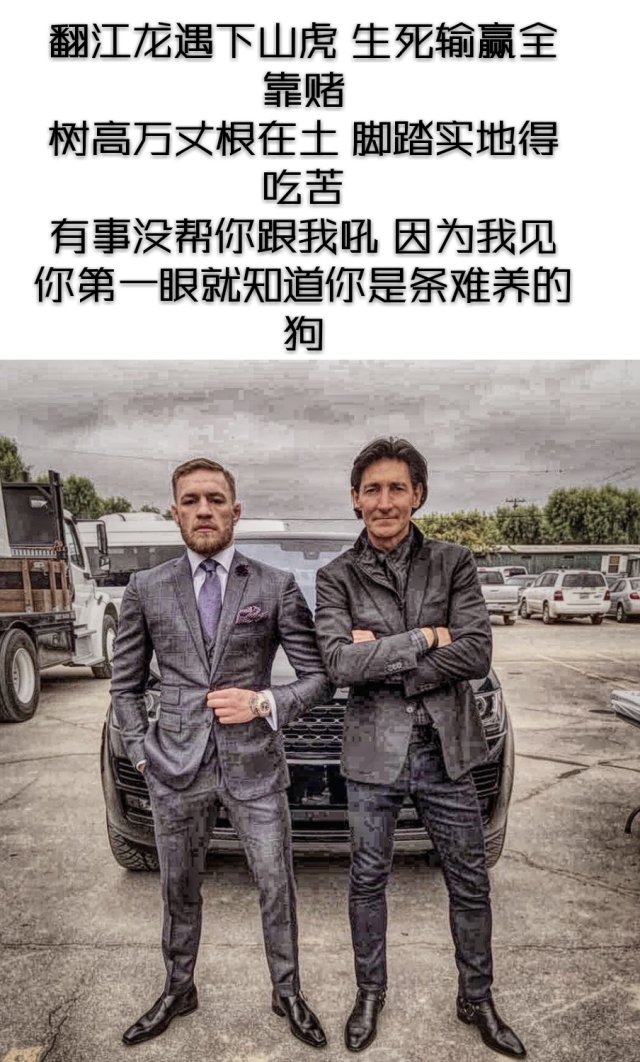 翻江龙遇下山虎 生死输赢全
靠赌
树高万丈根在土 脚踏实地得
吃苦
有事没帮你跟我吼 因为我见
你第一眼就知道你是条难养的
狗